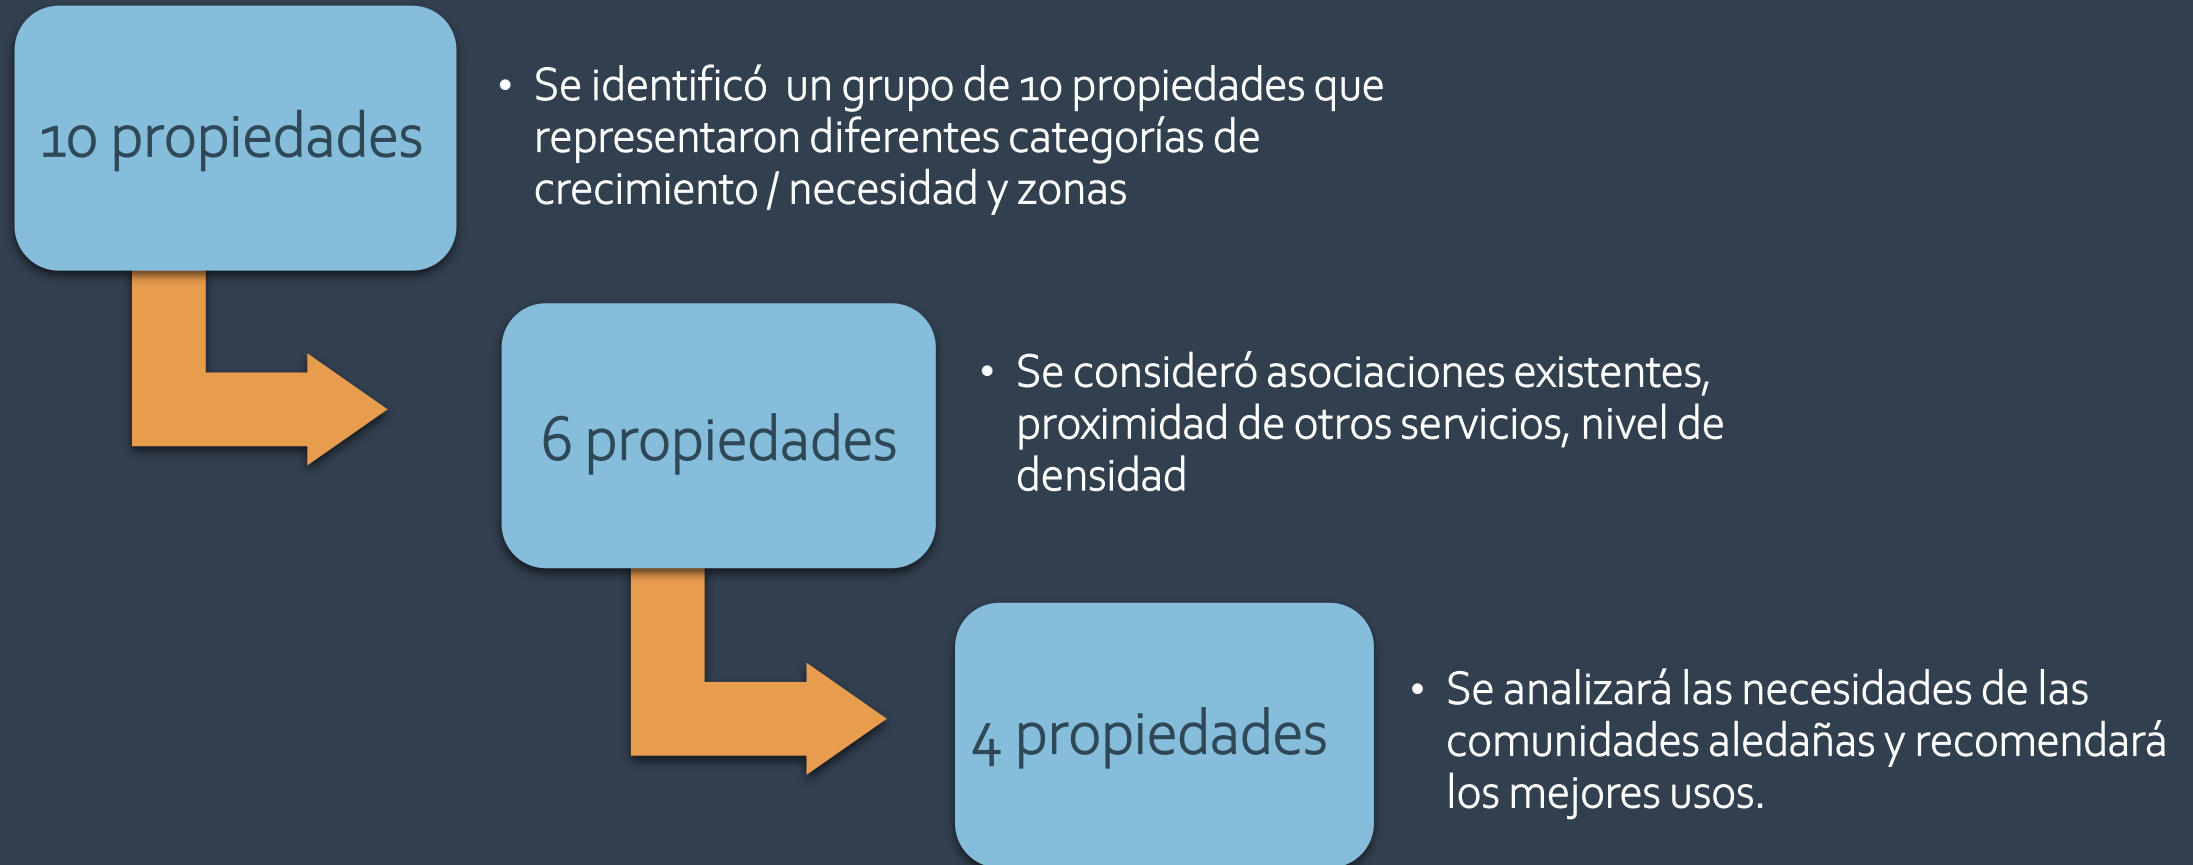 10 propiedades
• Se identificó un grupo de 10 propiedades que
representaron diferentes categorías de
crecimiento / necesidad y zonas
6 propiedades
• Se consideró asociaciones existentes,
proximidad de otros servicios, nivel de
densidad
4 propiedades
• Se analizará las necesidades de las
comunidades aledañas y recomendará
los mejores usos.